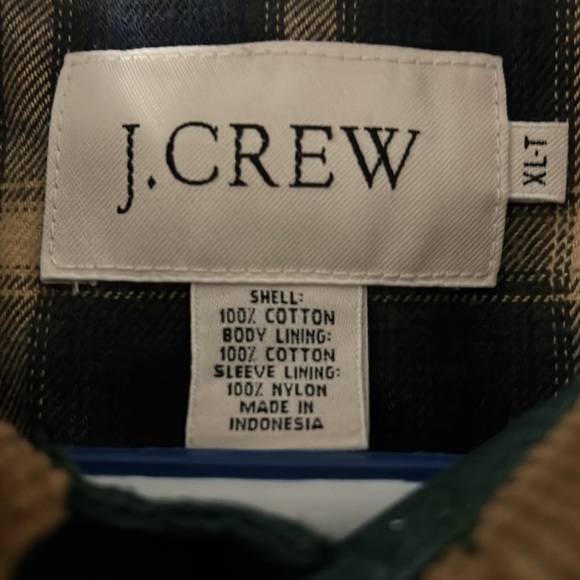 J.CREW
XL-T
SHELL:
100% COTTON
BODY LINING:
100% COTTON
SLEEVE LINING:
100% NYLON
MADE IN
INDONESIA